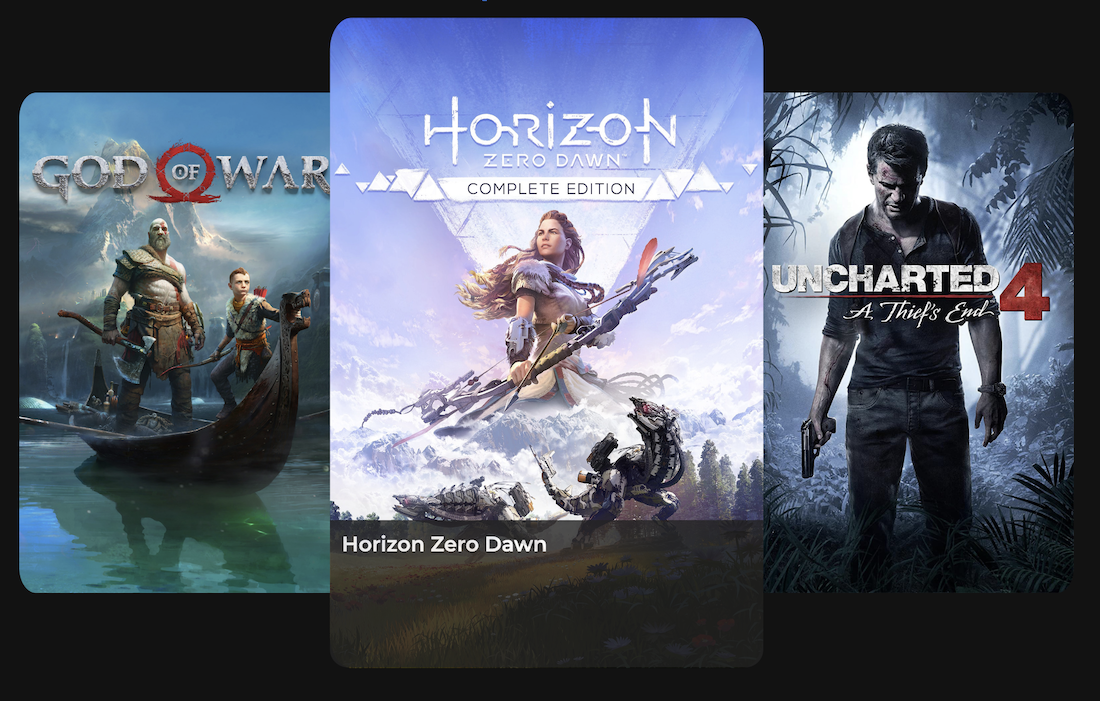 GOD OF WAR
HORIZON
ZERO DAWN™
COMPLETE EDITION
Horizon Zero Dawn
UNCHARTED 4
A Thief's End